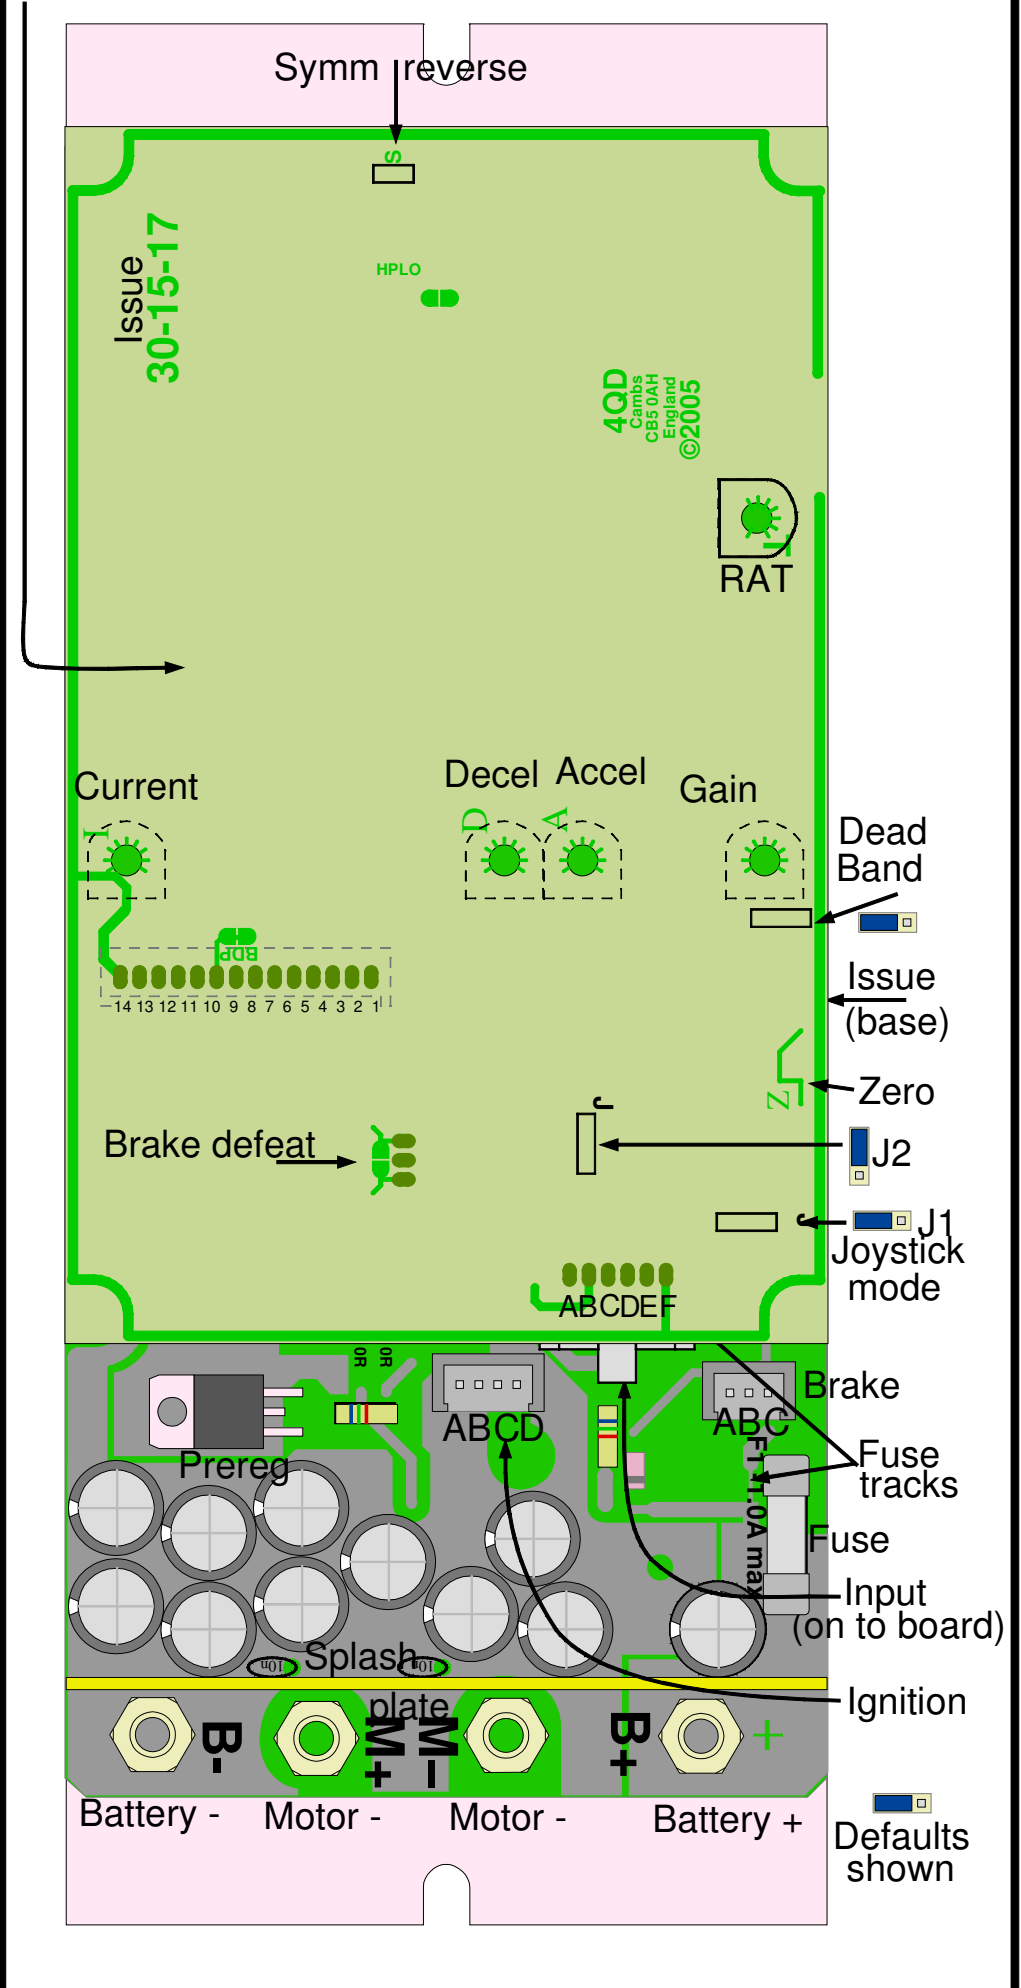 Symm reverse
S
Issue
30-15-17
HPLO
4QD
Cambs
CB5 0AH
England
©2005
T
RAT
Current
Decel
Accel
Gain
I
D
A
Dead
Band
BDP
14 13 12 11 10 9 8 7 6 5 4 3 2 1
Issue
(base)
Z
Zero
Brake defeat
J
J2
J
J1
Joystick
mode
ABCDEF
0R
0R
ABCD
ABC
Brake
Prereg
Fuse
tracks
F1 1.0A max
Fuse
Input
(on to board)
10n
10n
Splash
plate
Ignition
B-
M+
M-
B+
+
Battery -
Motor -
Motor -
Battery +
Defaults
shown